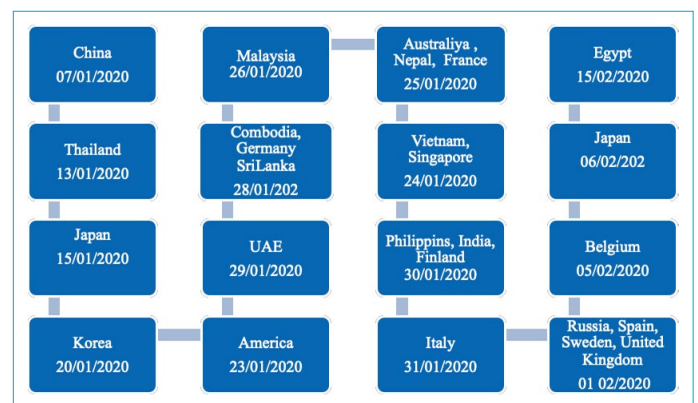 China
07/01/2020
Thailand
13/01/2020
Japan
15/01/2020
Korea
20/01/2020
America
23/01/2020
UAE
29/01/2020
Combodia,
Germany
SriLanka
28/01/202
Malaysia
26/01/2020
Australiya ,
Nepal, France
25/01/2020
Vietnam,
Singapore
24/01/2020
Philippins, India,
Finland
30/01/2020
Italy
31/01/2020
Russia, Spain,
Sweden, United
Kingdom
01 02/2020
Belgium
05/02/2020
Japan
06/02/202
Egypt
15/02/2020